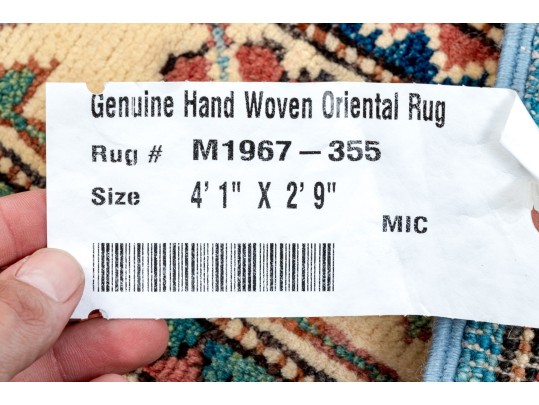 Genuine Hand Woven Oriental Rug
Rug # M1967-355
Size 4' 1" X 2' 9"
MIC